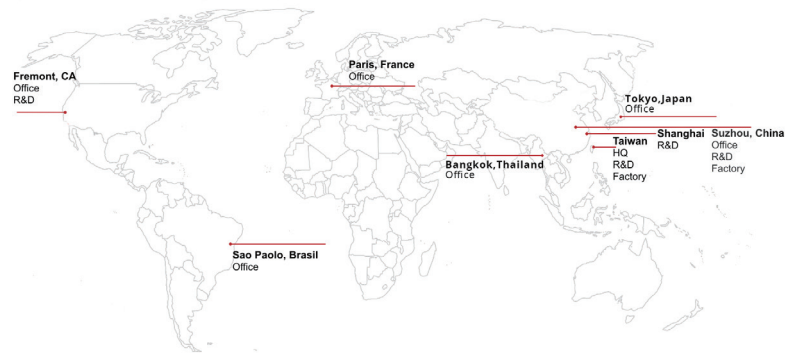 Fremont, CA
Office
R&D
Paris, France
Office
Tokyo,Japan
Office
Bangkok,Thailand
Office
Taiwan
HQ
R&D
Factory
Shanghai
R&D
Suzhou, China
Office
R&D
Factory
Sao Paolo, Brasil
Office